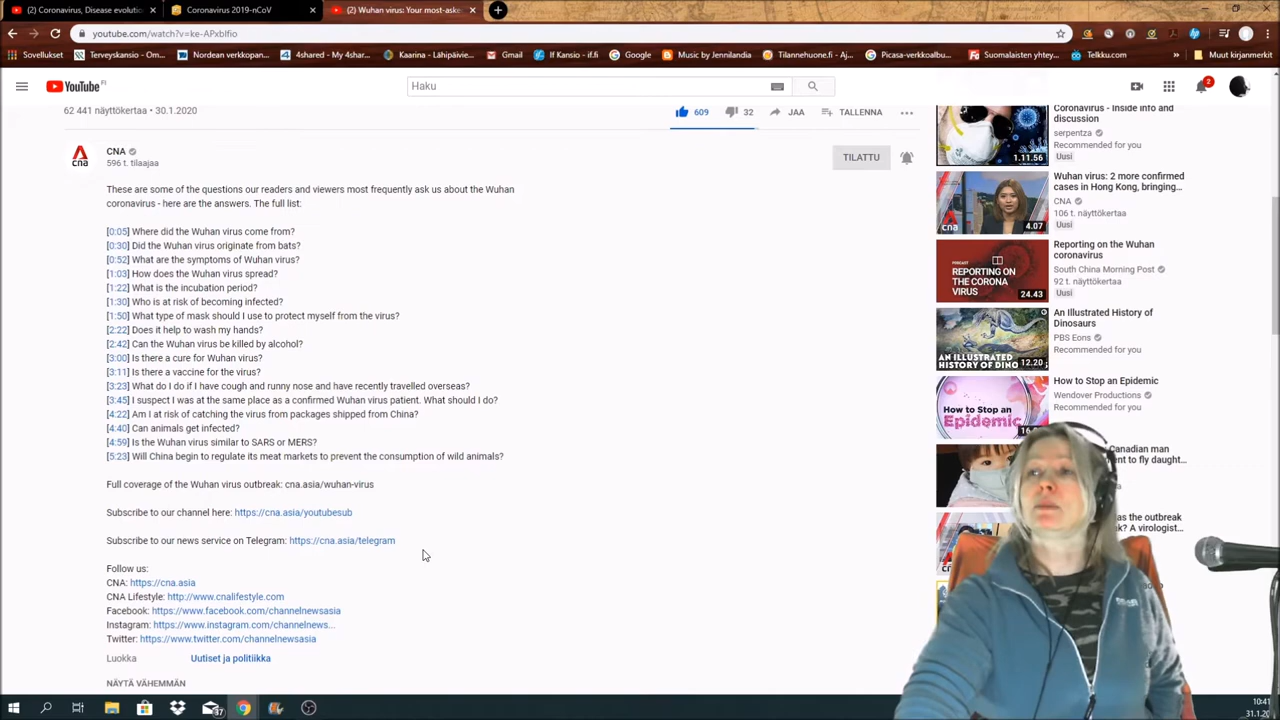 (2) Coronavirus, Disease evolutio
Coronavirus 2019-nCoV
(2) Wuhan virus: Your most-aske
youtube.com/watch?v=ke-APxbIfio
Sovellukset
Terveyskansio - Om...
Nordean verkkopan...
4shared - My 4shar...
Kaarina - Lähipäivie...
Gmail
If Kansio - if.fi
Google
Music by Jennilandia
Tilannehuone.fi - Aj...
Picasa-verkkoalbu...
Suomalaisten yhtey...
Telkku.com
Muut kirjanmerkit
YouTube FI
Haku
2
62 441 näyttökertaa • 30.1.2020
609
32
JAA
TALLENNA
cna
CNA
596 t. tilaajaa
TILATTU
These are some of the questions our readers and viewers most frequently ask us about the Wuhan
coronavirus - here are the answers. The full list:
[0:05] Where did the Wuhan virus come from?
[0:30] Did the Wuhan virus originate from bats?
[0:52] What are the symptoms of Wuhan virus?
[1:03] How does the Wuhan virus spread?
[1:22] What is the incubation period?
[1:30] Who is at risk of becoming infected?
[1:50] What type of mask should I use to protect myself from the virus?
[2:22] Does it help to wash my hands?
[2:42] Can the Wuhan virus be killed by alcohol?
[3:00] Is there a cure for Wuhan virus?
[3:11] Is there a vaccine for the virus?
[3:23] What do I do if I have cough and runny nose and have recently travelled overseas?
[3:45] I suspect I was at the same place as a confirmed Wuhan virus patient. What should I do?
[4:22] Am I at risk of catching the virus from packages shipped from China?
[4:40] Can animals get infected?
[4:59] Is the Wuhan virus similar to SARS or MERS?
[5:23] Will China begin to regulate its meat markets to prevent the consumption of wild animals?
Full coverage of the Wuhan virus outbreak: cna.asia/wuhan-virus
Subscribe to our channel here: https://cna.asia/youtubesub
Subscribe to our news service on Telegram: https://cna.asia/telegram
Follow us:
CNA: https://cna.asia
CNA Lifestyle: http://www.cnalifestyle.com
Facebook: https://www.facebook.com/channelnewsasia
Instagram: https://www.instagram.com/channelnews...
Twitter: https://www.twitter.com/channelnewsasia
Luokka
Uutiset ja politiikka
NÄYTÄ VÄHEMMÄN
Coronavirus - Inside info and
discussion
serpentza
Recommended for you
Uusi
1.11.56
Wuhan virus: 2 more confirmed
cases in Hong Kong, bringing...
CNA
106 t. näyttökertaa
Uusi
4.07
Reporting on the Wuhan
coronavirus
South China Morning Post
92 t. näyttökertaa
Uusi
PODCAST
REPORTING
ON THE
CORONA
VIRUS
24.43
An Illustrated History of
Dinosaurs
PBS Eons
Recommended for you
AN ILLUSTRATED
HISTORY OF DINO
12.20
How to Stop an Epidemic
Wendover Productions
Recommended for you
How to Stop an
Epidemic
Canadian man
ent to fly daught...
as the outbreak
k? A virologist...
37
10:41
31.1.20